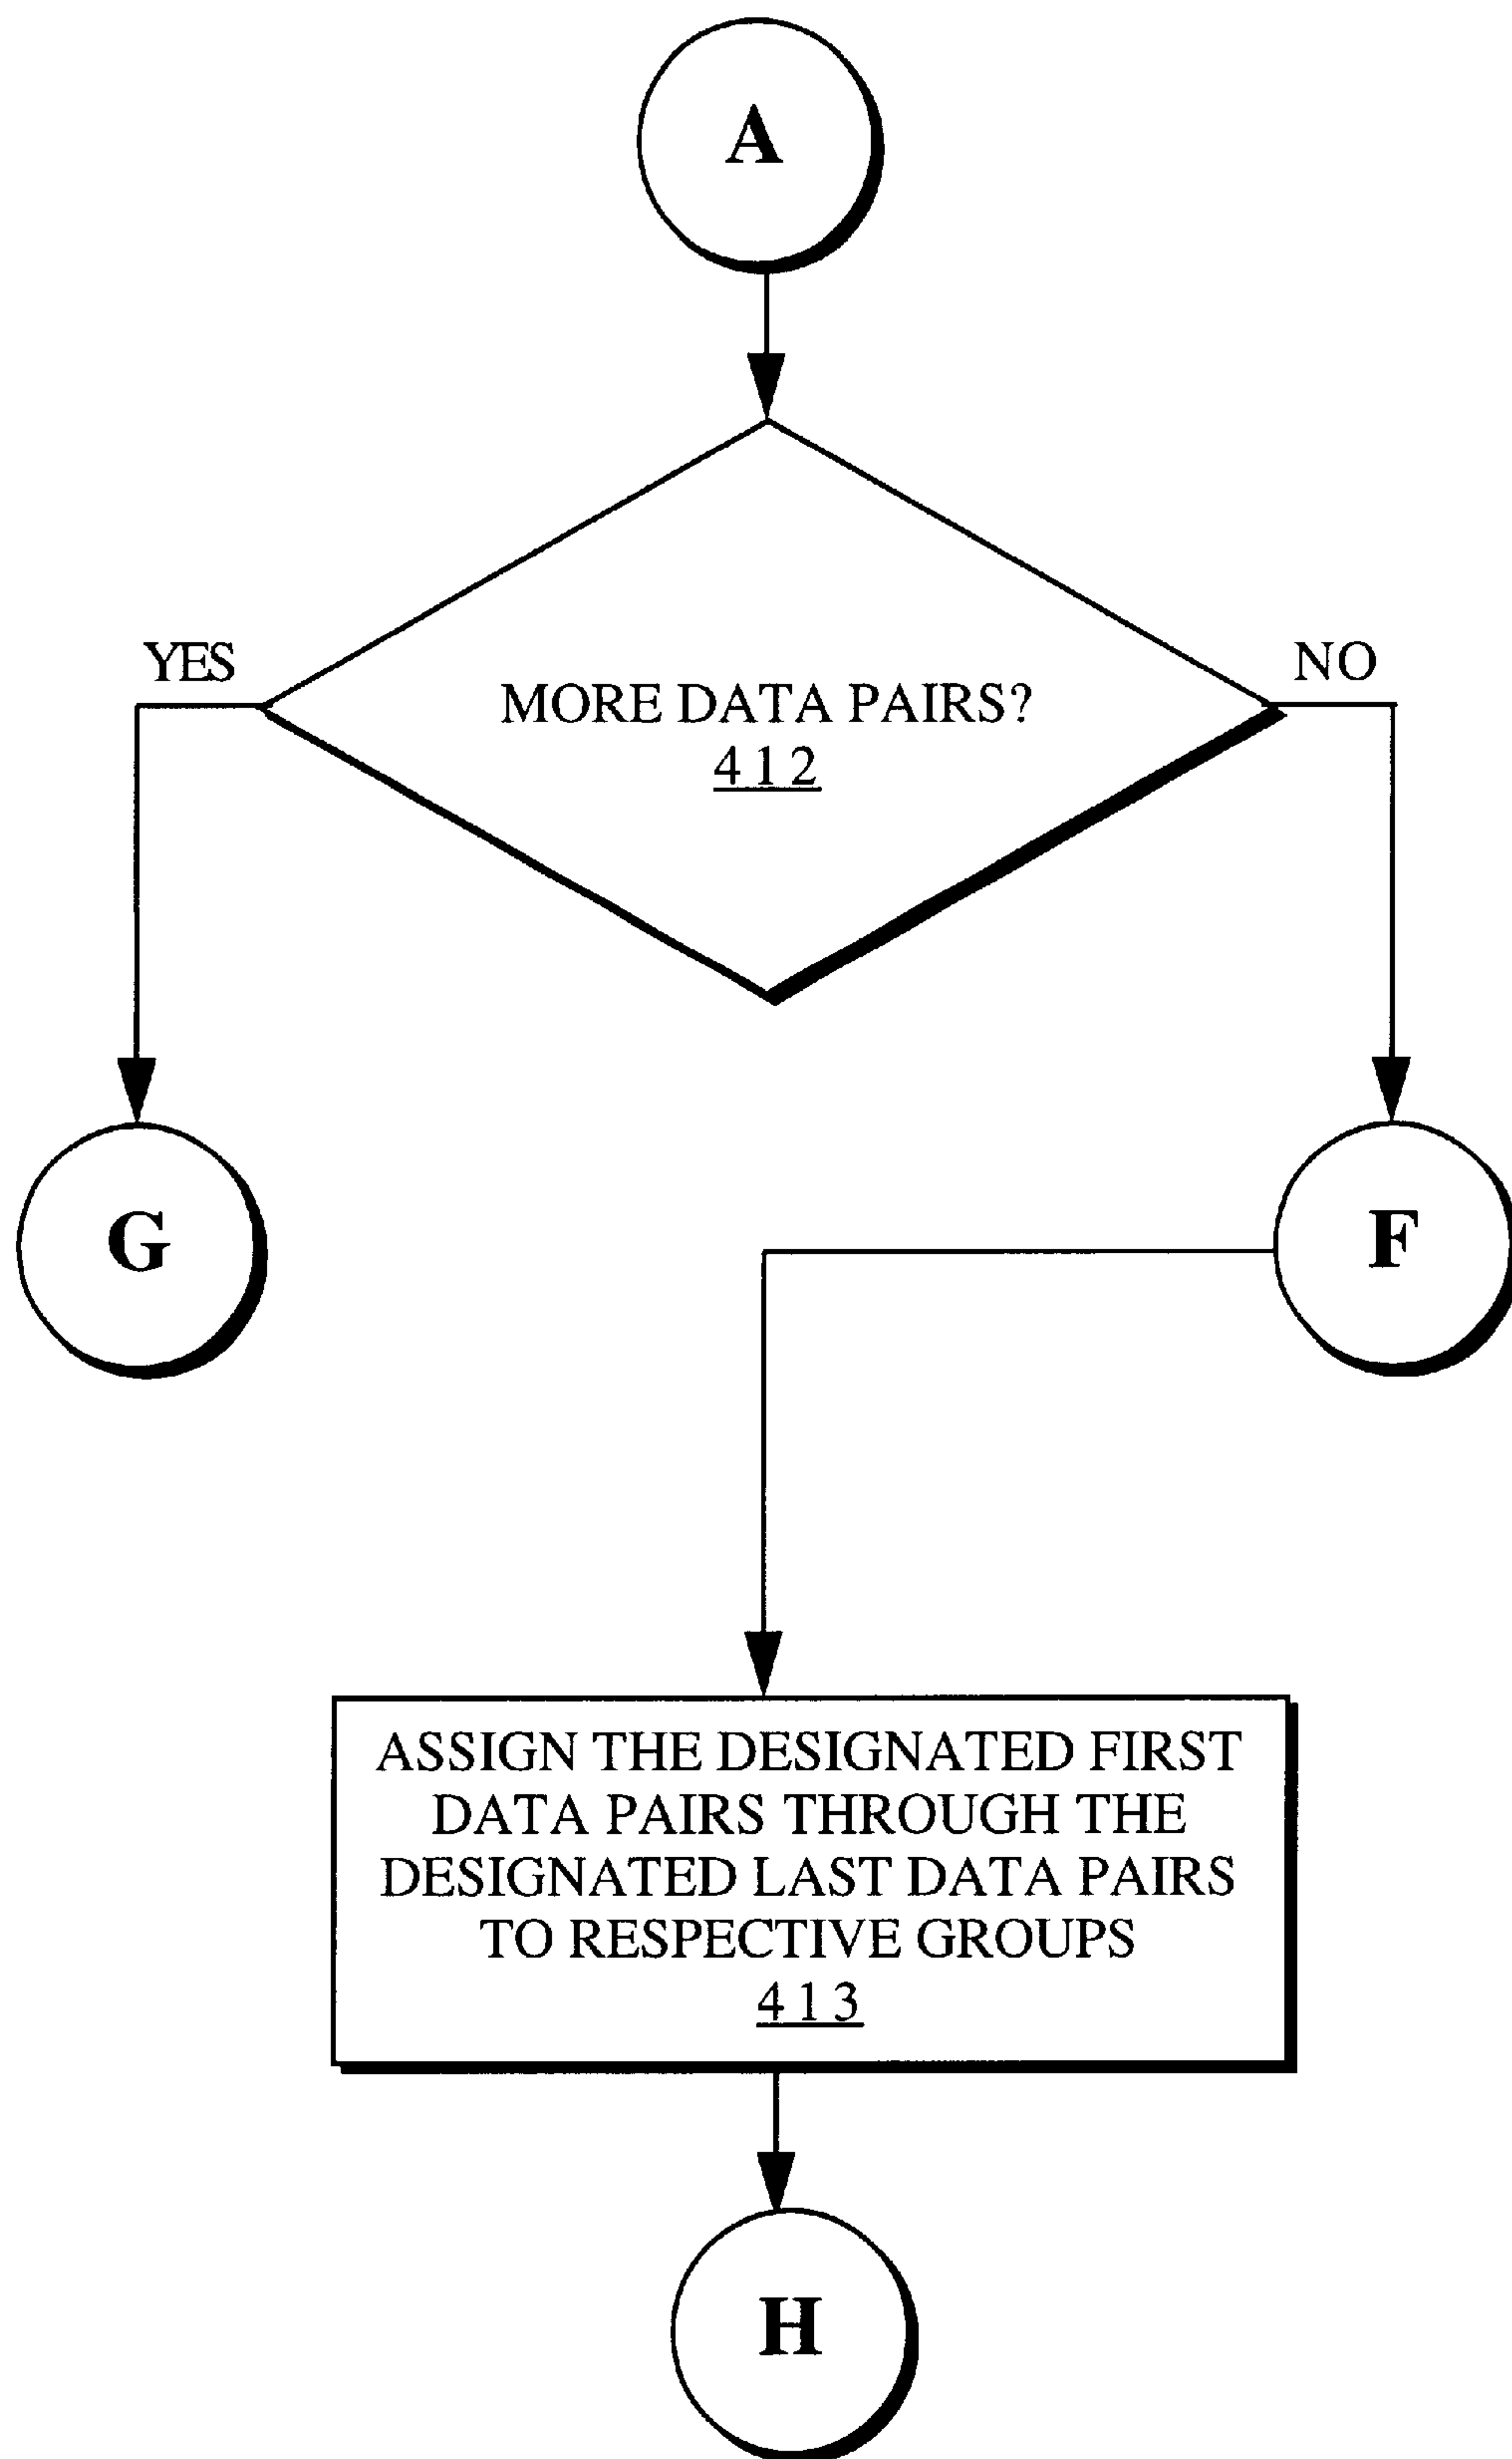 A
YES
NO
MORE DATA PAIRS?
412
G
F
ASSIGN THE DESIGNATED FIRST
DATA PAIRS THROUGH THE
DESIGNATED LAST DATA PAIRS
TO RESPECTIVE GROUPS
413
H